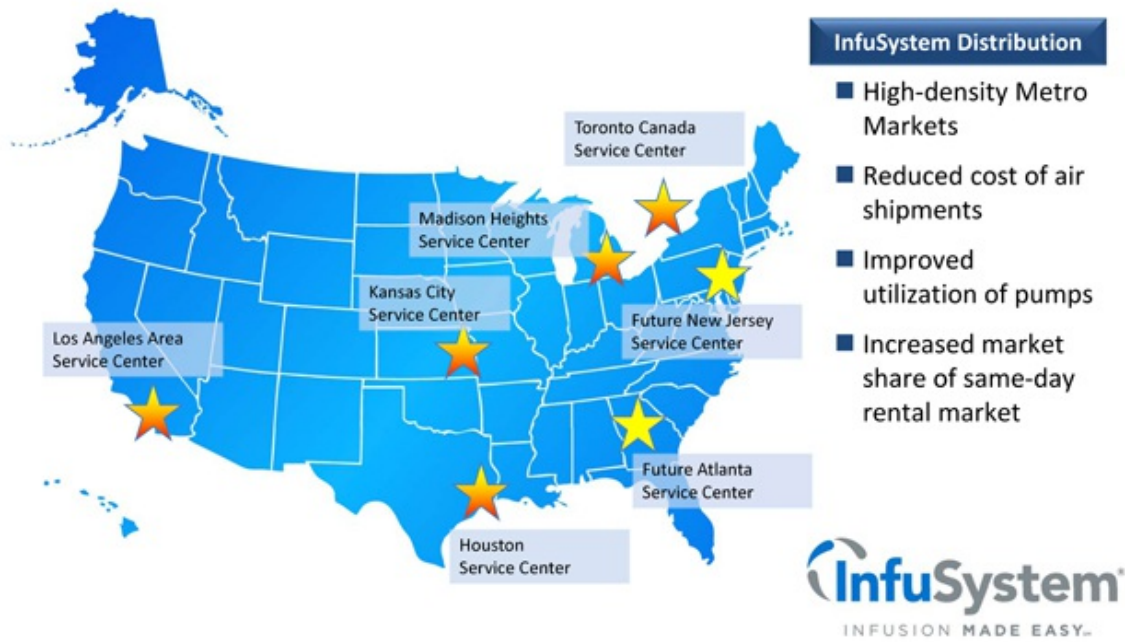 InfuSystem Distribution
High-density Metro
Markets
Reduced cost of air
shipments
Improved
utilization of pumps
Increased market
share of same-day
rental market
Toronto Canada
Service Center
Madison Heights
Service Center
Kansas City
Service Center
Los Angeles Area
Service Center
Future New Jersey
Service Center
Future Atlanta
Service Center
Houston
Service Center
InfuSystem®
INFUSION MADE EASY℠